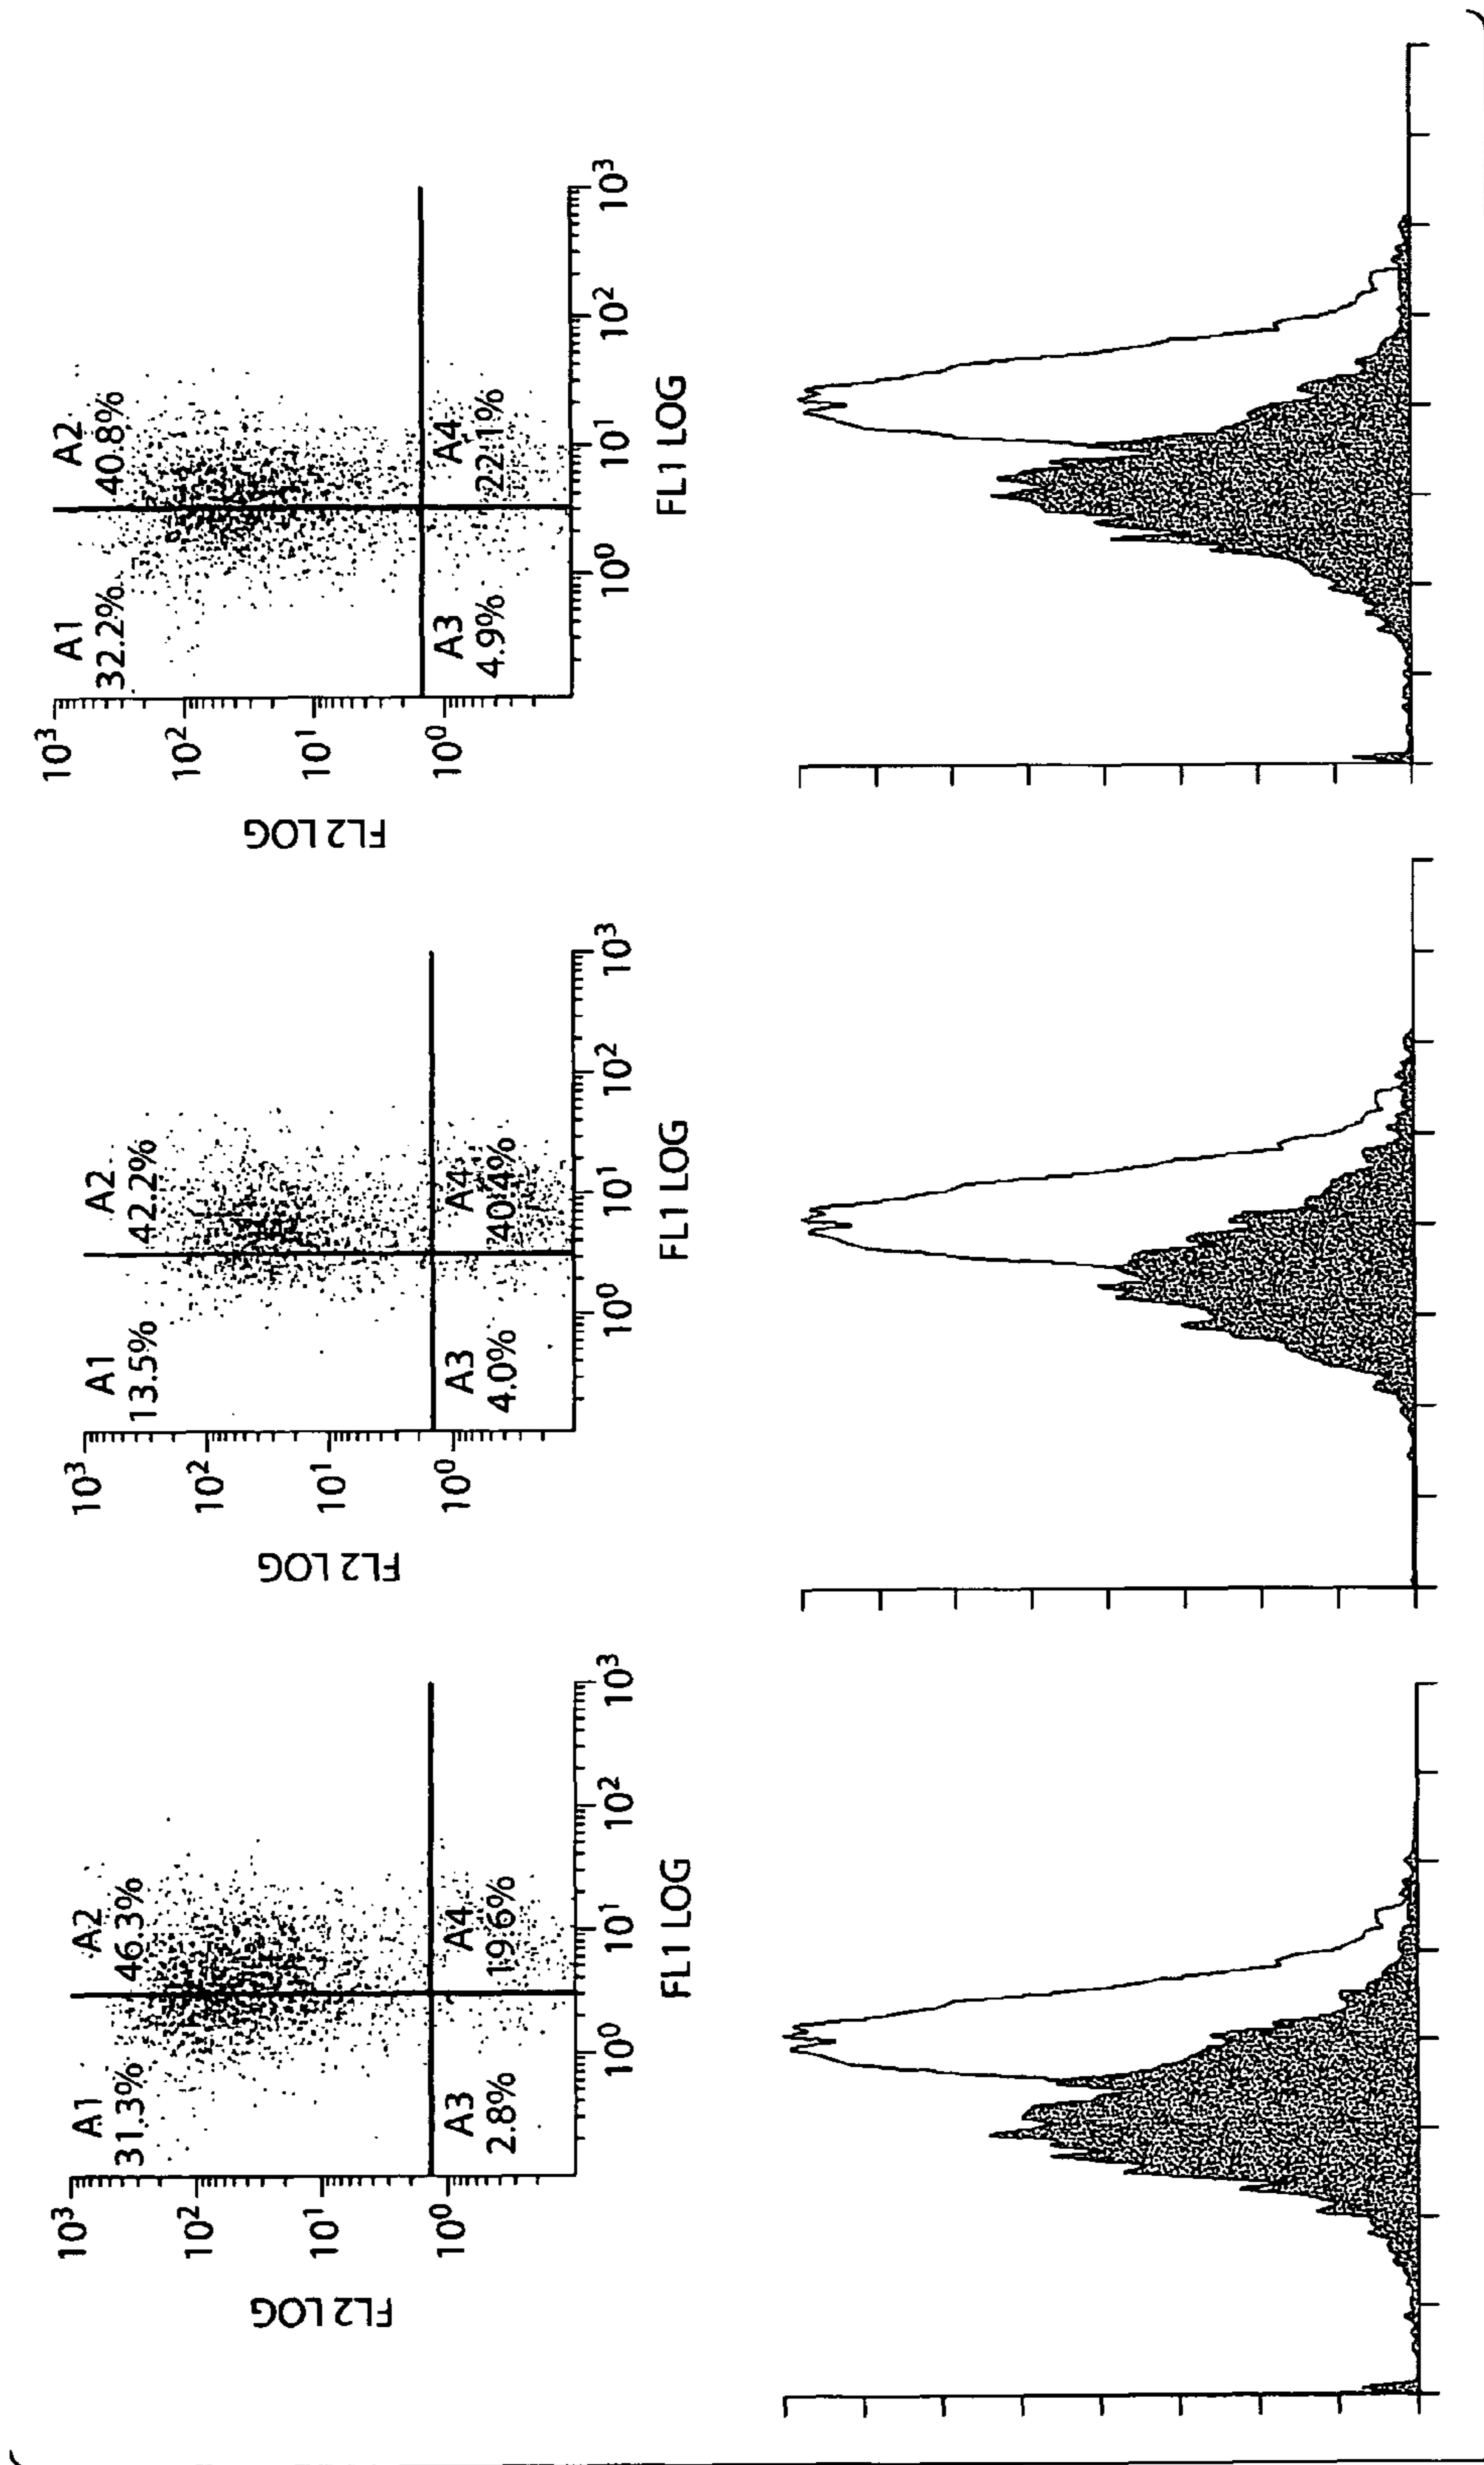 10³
10²
10¹
10⁰
FL2 LOG
A1
31.3%
A2
46.3%
A3
2.8%
A4
19.6%
10⁰
10¹
10²
10³
FL1 LOG
10³
10²
10¹
10⁰
FL2 LOG
A1
13.5%
A2
42.2%
A3
4.0%
A4
40.4%
10⁰
10¹
10²
10³
FL1 LOG
10³
10²
10¹
10⁰
FL2 LOG
A1
32.2%
A2
40.8%
A3
4.9%
A4
22.1%
10⁰
10¹
10²
10³
FL1 LOG